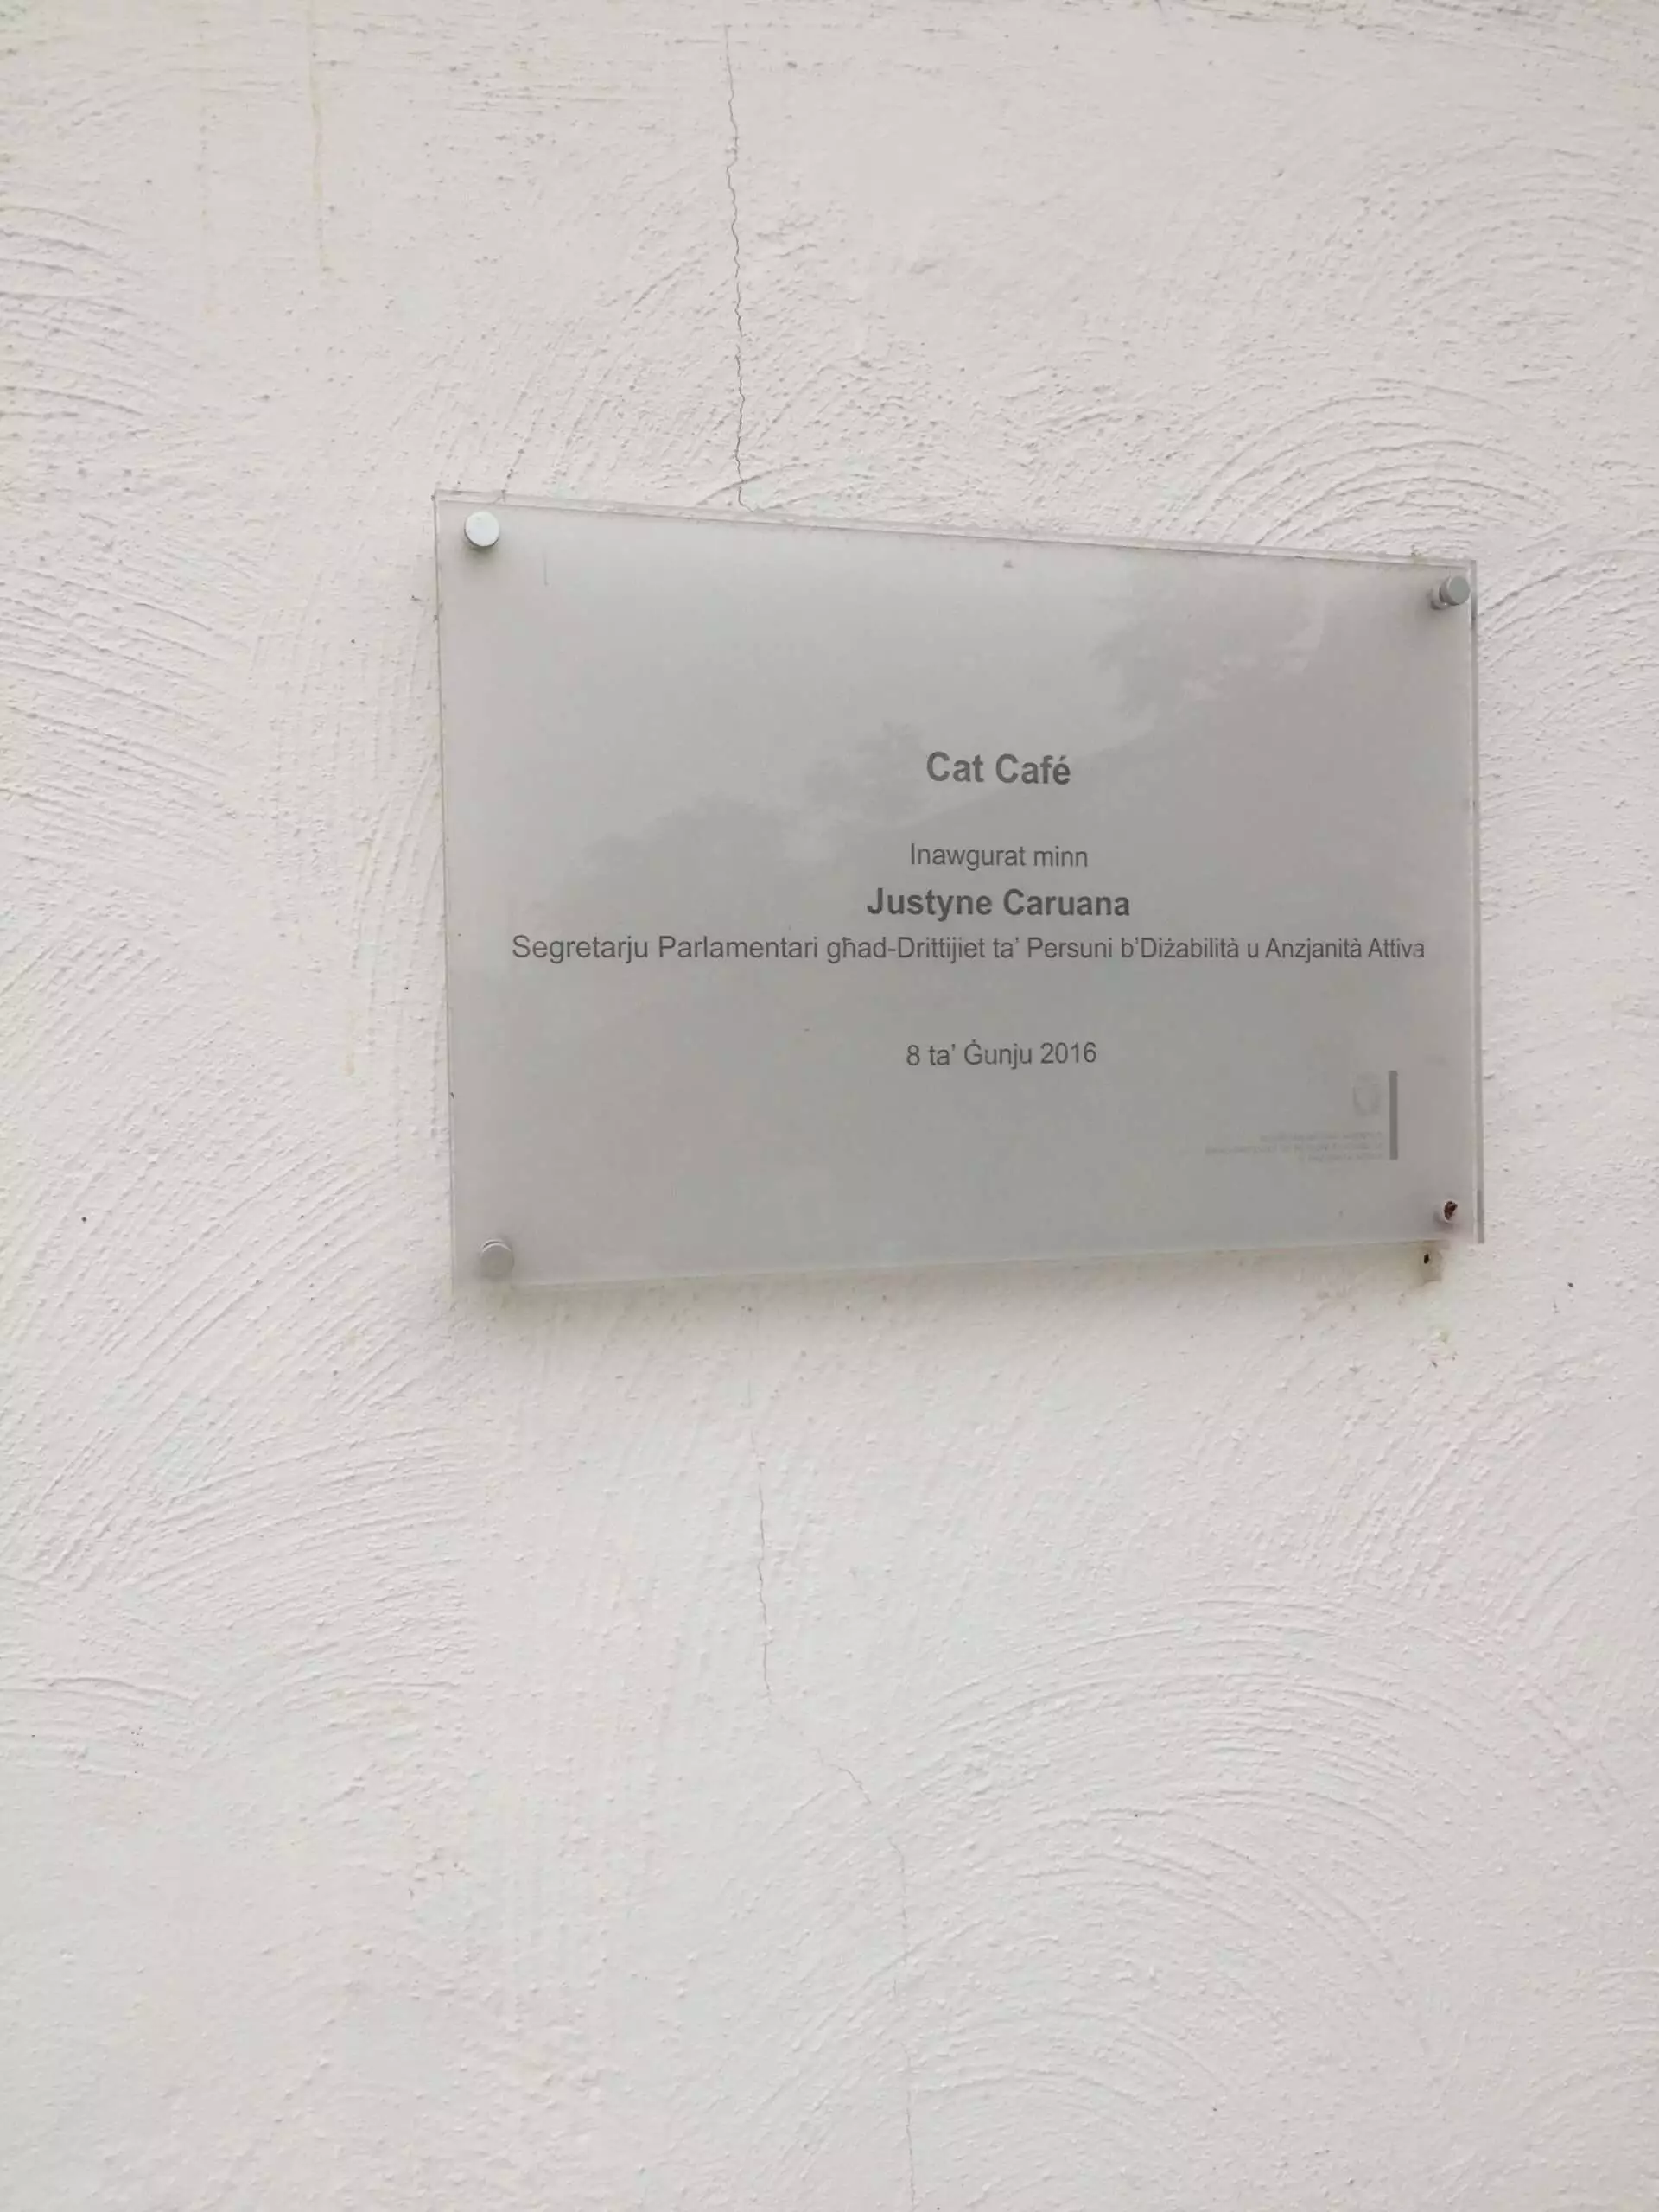 Cat Café
Inawgurat minn
Justyne Caruana
Segretarju Parlamentari għad-Drittijiet ta’ Persuni b’Diżabilità u Anzjanità Attiva
8 ta’ Ġunju 2016